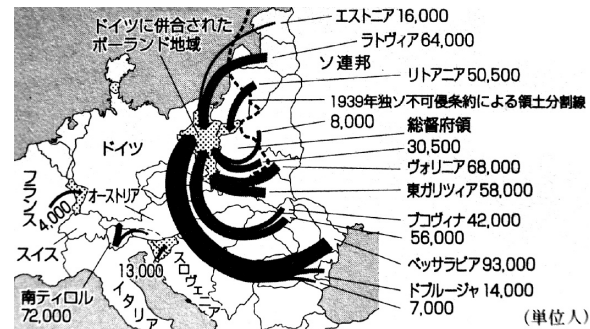 ドイツに併合された
ポーランド地域
エストニア 16,000
ラトヴィア 64,000
ソ連邦
リトアニア 50,500
1939年独ソ不可侵条約による領土分割線
8,000
総督府領
30,500
ヴォリニア 68,000
東ガリツィア 58,000
ブコヴィナ 42,000
56,000
ベッサラビア 93,000
ドブルージャ 14,000
7,000
(単位人)
ドイツ
フランス
4,000
オーストリア
スイス
13,000
スロヴェニア
南ティロル
72,000
イタリア